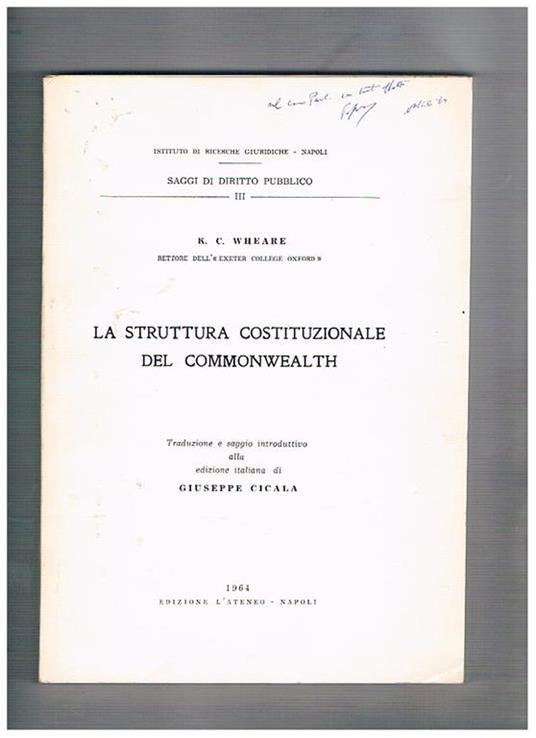 ISTITUTO DI RICERCHE GIURIDICHE - NAPOLI
SAGGI DI DIRITTO PUBBLICO
III
K. C. WHEARE
RETTORE DELL'« EXETER COLLEGE OXFORD »
LA STRUTTURA COSTITUZIONALE
DEL COMMONWEALTH
Traduzione e saggio introduttivo
alla
edizione italiana di
GIUSEPPE CICALA
1964
EDIZIONE L'ATENEO - NAPOLI